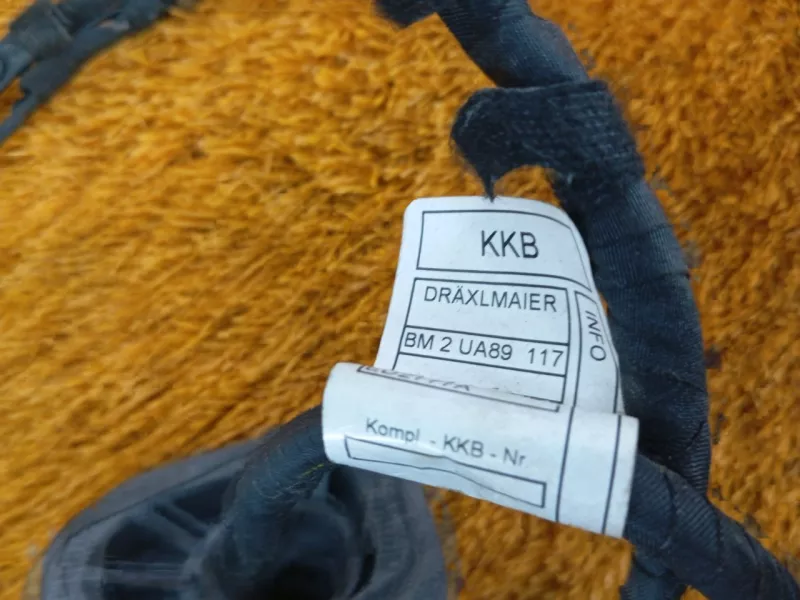 KKB
DRÄXLMAIER
INFO
BM 2 UA89 117
Kompl - KKB - Nr